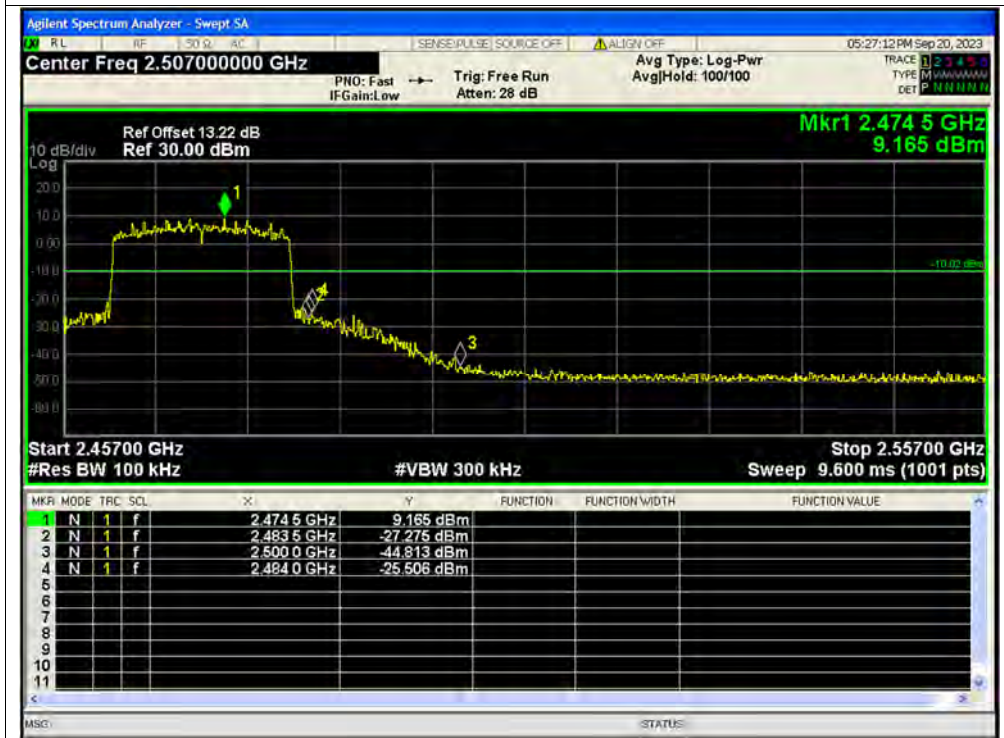 Agilent Spectrum Analyzer - Swept SA
RL RF 50 Ω AC SENSE:PULSE SOURCE OFF ALIGN OFF 05:27:12 PM Sep 20, 2023
Center Freq 2.507000000 GHz
PNO: Fast
IFGain:Low
Trig: Free Run
Atten: 28 dB
Avg Type: Log-Pwr
Avg|Hold: 100/100
TRACE 1 2 3 4 5 6
TYPE M W W W W W
DET P N N N N N
Mkr1 2.474 5 GHz
9.165 dBm
Ref Offset 13.22 dB
10 dB/div Ref 30.00 dBm
Log
20.0
10.0
0.00
-10.0
-20.0
-30.0
-40.0
-50.0
-60.0
1
4
3
-10.02 dBm
Start 2.45700 GHz Stop 2.55700 GHz
#Res BW 100 kHz #VBW 300 kHz Sweep 9.600 ms (1001 pts)
MKR MODE TRC SCL X Y FUNCTION FUNCTION WIDTH FUNCTION VALUE
1 N 1 f 2.474 5 GHz 9.165 dBm
2 N 1 f 2.483 5 GHz -27.275 dBm
3 N 1 f 2.500 0 GHz -44.813 dBm
4 N 1 f 2.484 0 GHz -25.506 dBm
5
6
7
8
9
10
11
MSG STATUS